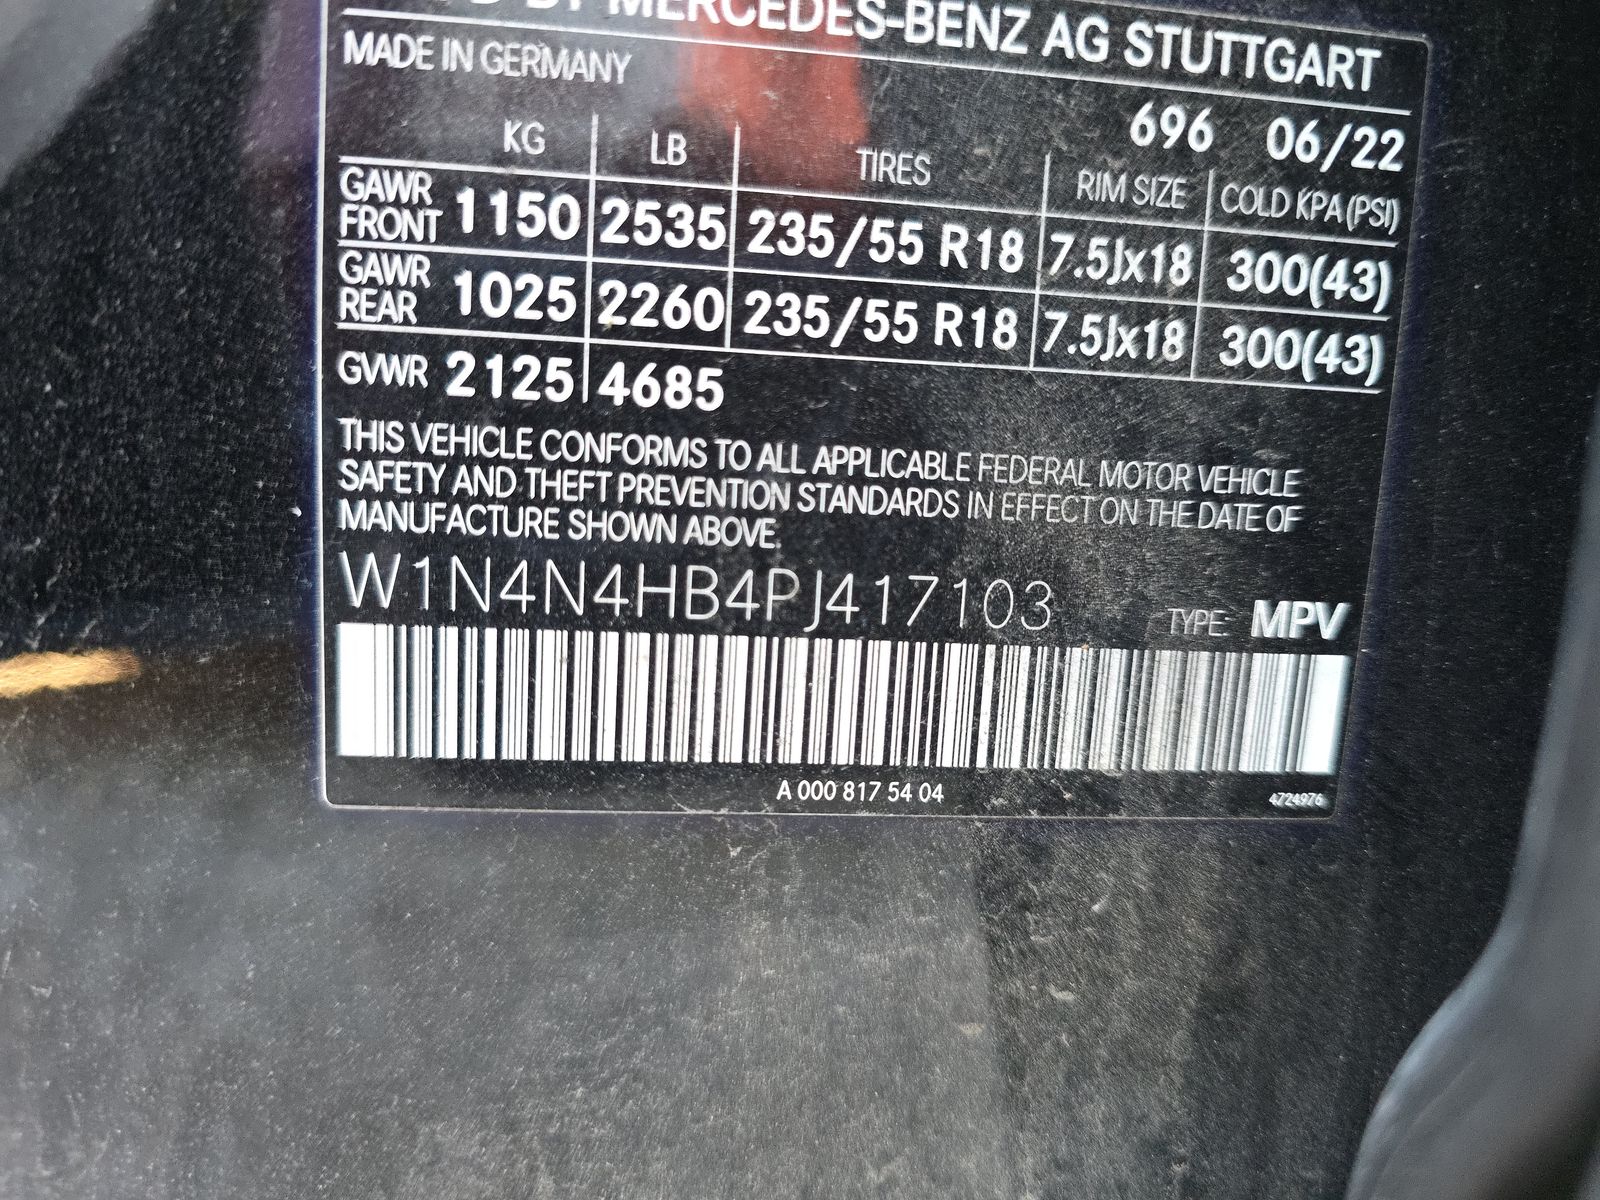 BY MERCEDES-BENZ AG STUTTGART
MADE IN GERMANY
696 06/22
KG LB TIRES RIM SIZE COLD KPA(PSI)
GAWR FRONT 1150 2535 235/55 R18 7.5Jx18 300(43)
GAWR REAR 1025 2260 235/55 R18 7.5Jx18 300(43)
GVWR 2125 4685
THIS VEHICLE CONFORMS TO ALL APPLICABLE FEDERAL MOTOR VEHICLE
SAFETY AND THEFT PREVENTION STANDARDS IN EFFECT ON THE DATE OF
MANUFACTURE SHOWN ABOVE.
W1N4N4HB4PJ417103 TYPE: MPV
A 000 817 54 04
4724976